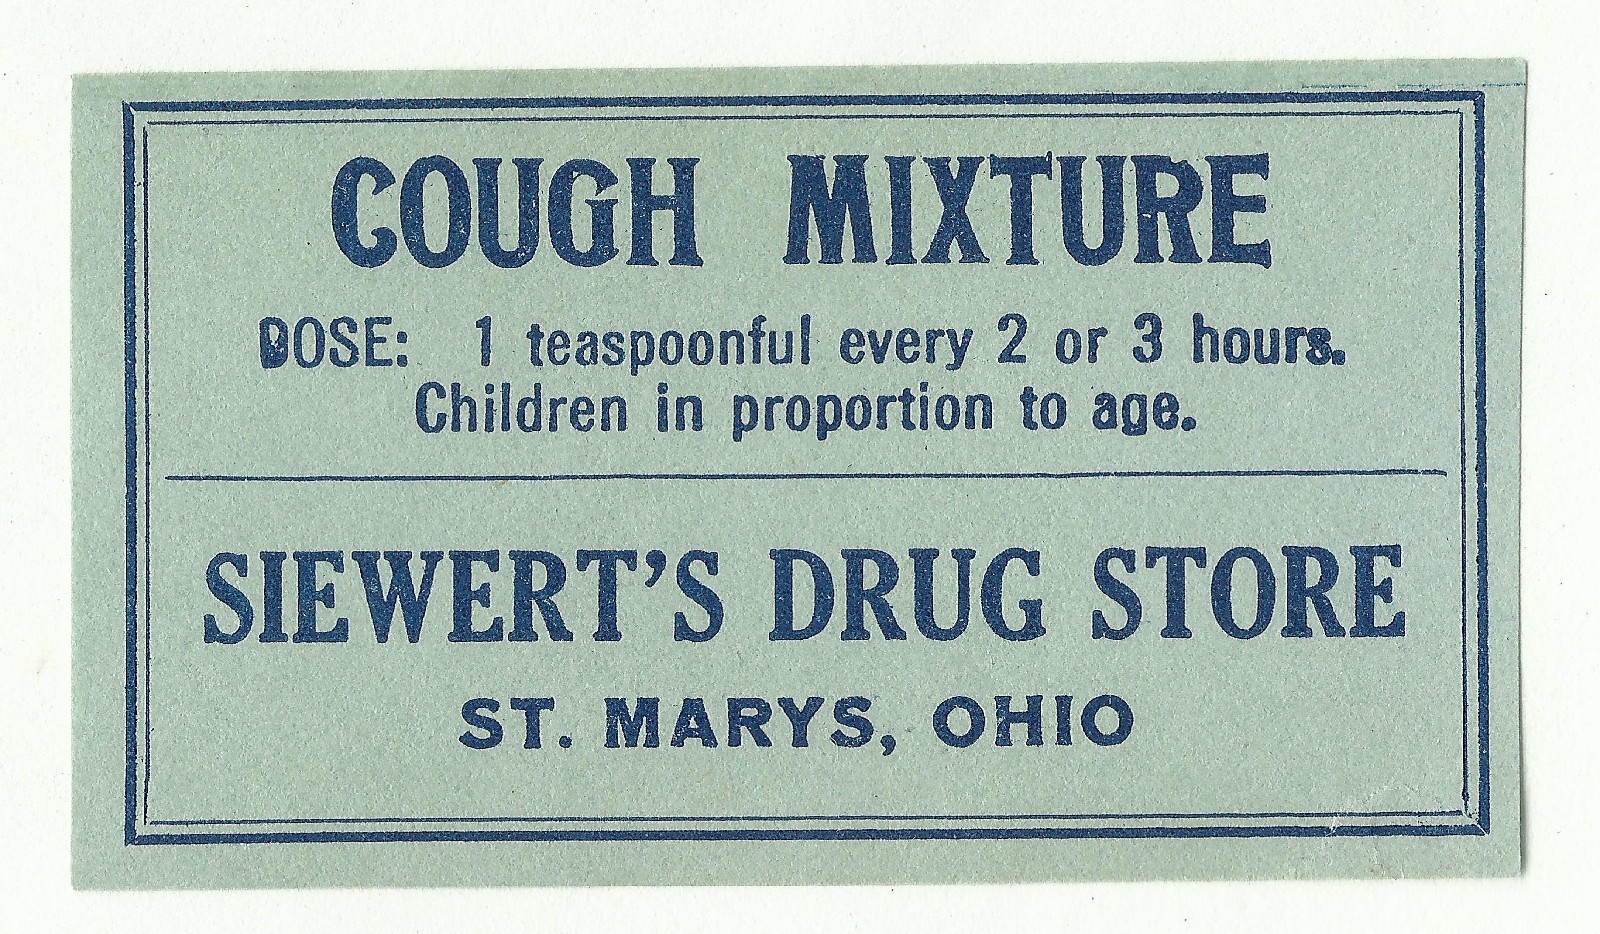 COUGH MIXTURE
DOSE: 1 teaspoonful every 2 or 3 hours.
Children in proportion to age.
SIEWERT'S DRUG STORE
ST. MARYS, OHIO